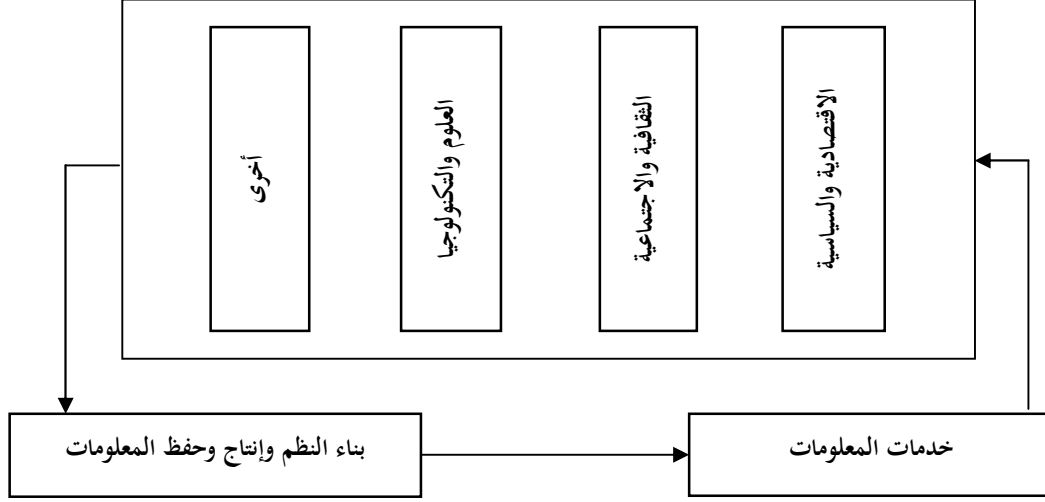 الاقتصادية والسياسية
الثقافية والاجتماعية
العلوم والتكنولوجيا
أخرى
خدمات المعلومات
بناء النظم وإنتاج وحفظ المعلومات